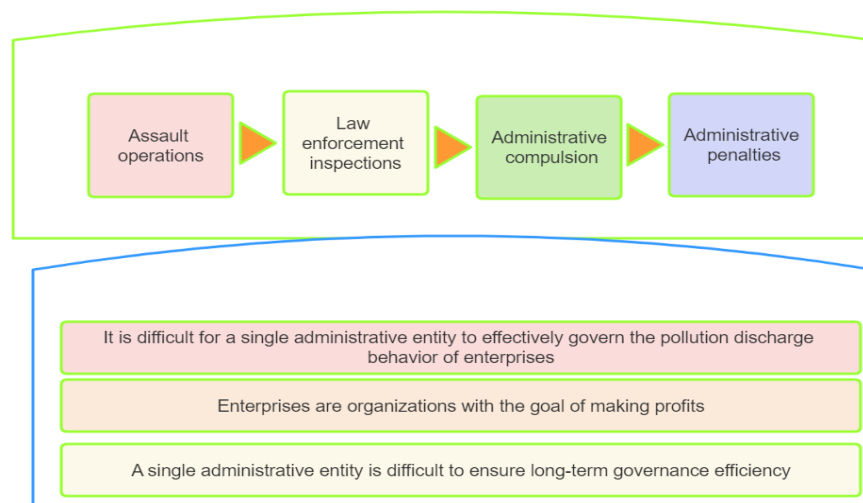 Assault
operations
Law
enforcement
inspections
Administrative
compulsion
Administrative
penalties
It is difficult for a single administrative entity to effectively govern the pollution discharge
behavior of enterprises
Enterprises are organizations with the goal of making profits
A single administrative entity is difficult to ensure long-term governance efficiency